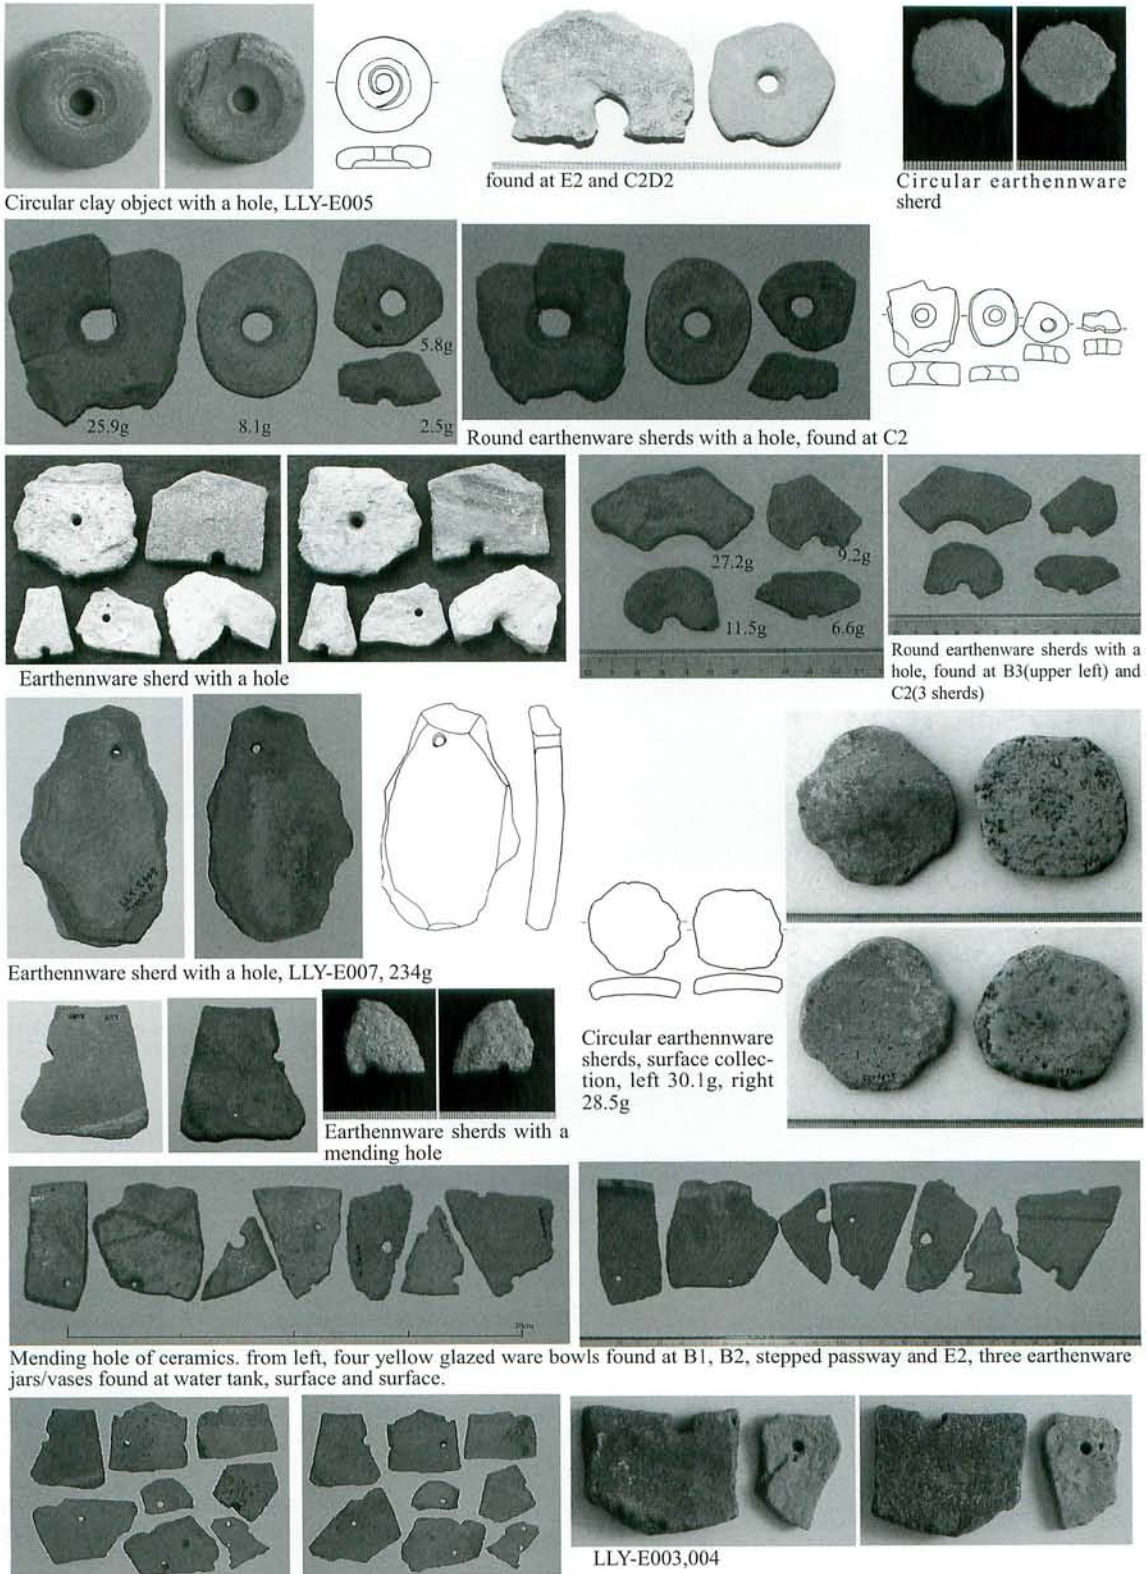 Circular clay object with a hole, LLY-E005
found at E2 and C2D2
Circular earthennware
sherd
5.8g
25.9g
8.1g
2.5g
Round earthenware sherds with a hole, found at C2
Earthennware sherd with a hole
27.2g
9.2g
11.5g
6.6g
Round earthenware sherds with a
hole, found at B3(upper left) and
C2(3 sherds)
Earthennware sherd with a hole, LLY-E007, 234g
Circular earthennware
sherds, surface collec-
tion, left 30.1g, right
28.5g
Earthennware sherds with a
mending hole
20cm
Mending hole of ceramics. from left, four yellow glazed ware bowls found at B1, B2, stepped passway and E2, three earthenware
jars/vases found at water tank, surface and surface.
LLY-E003,004